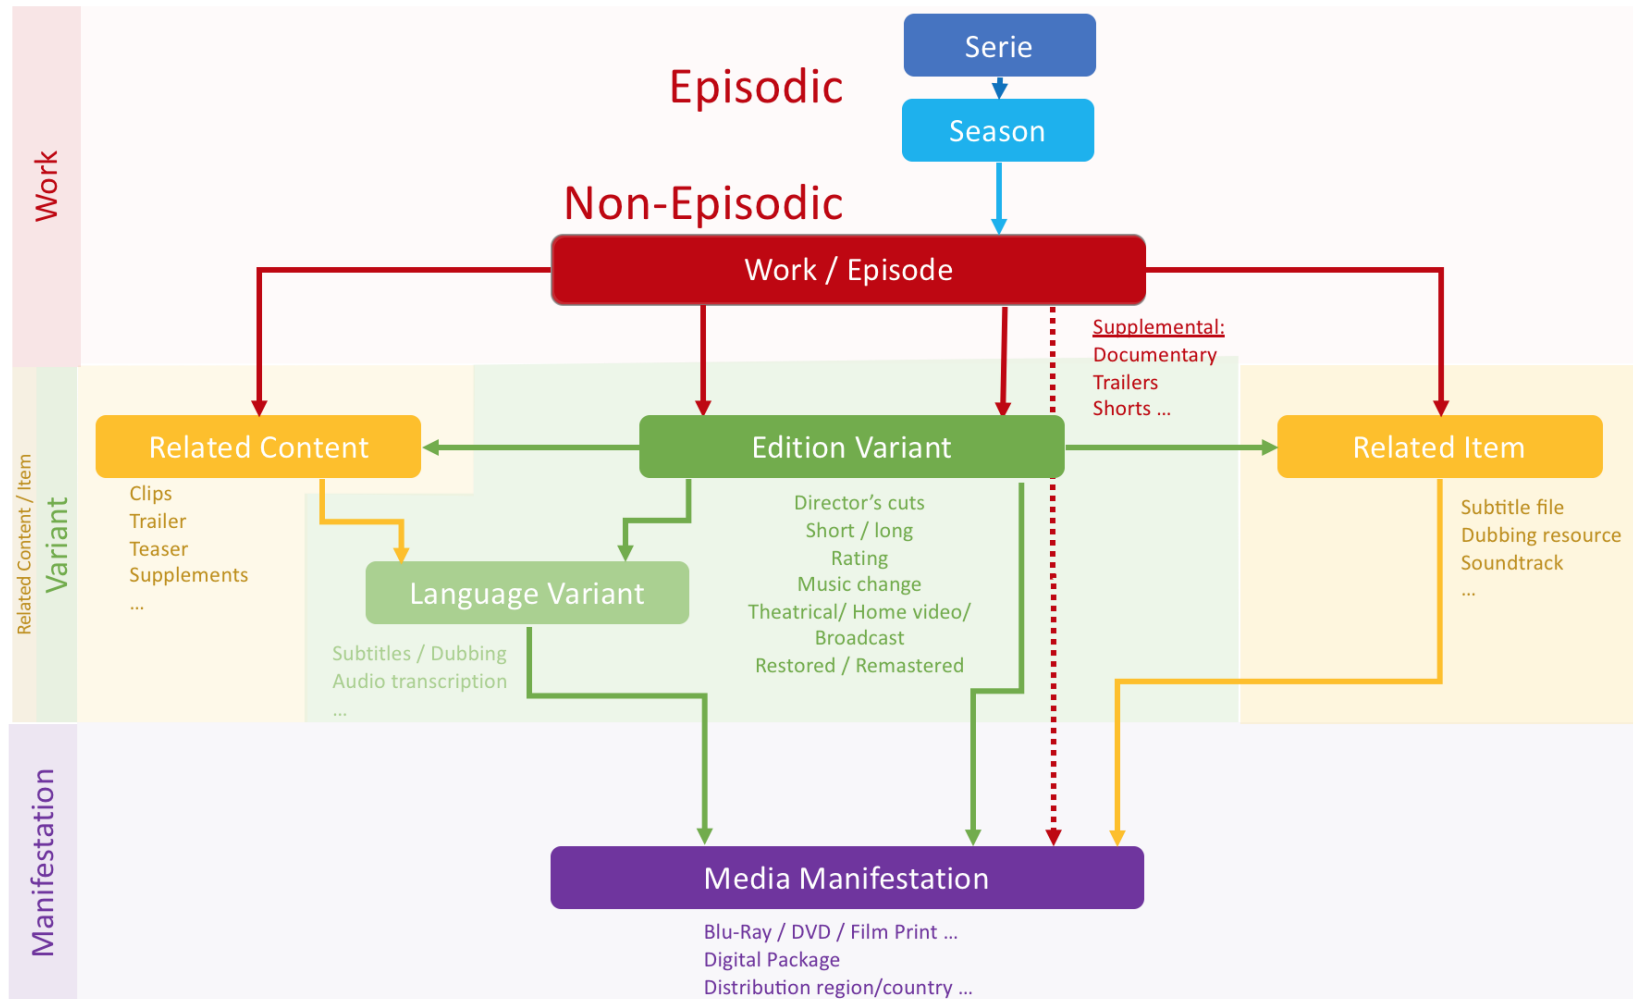 Serie
Episodic
Season
Work
Non-Episodic
Work / Episode
Supplemental:
Documentary
Trailers
Shorts ...
Related Content
Edition Variant
Related Item
Related Content / Item
Variant
Clips
Trailer
Teaser
Supplements
...
Director’s cuts
Short / long
Rating
Music change
Theatrical/ Home video/
Broadcast
Restored / Remastered
Subtitle file
Dubbing resource
Soundtrack
...
Language Variant
Subtitles / Dubbing
Audio transcription
...
Manifestation
Media Manifestation
Blu-Ray / DVD / Film Print ...
Digital Package
Distribution region/country ...